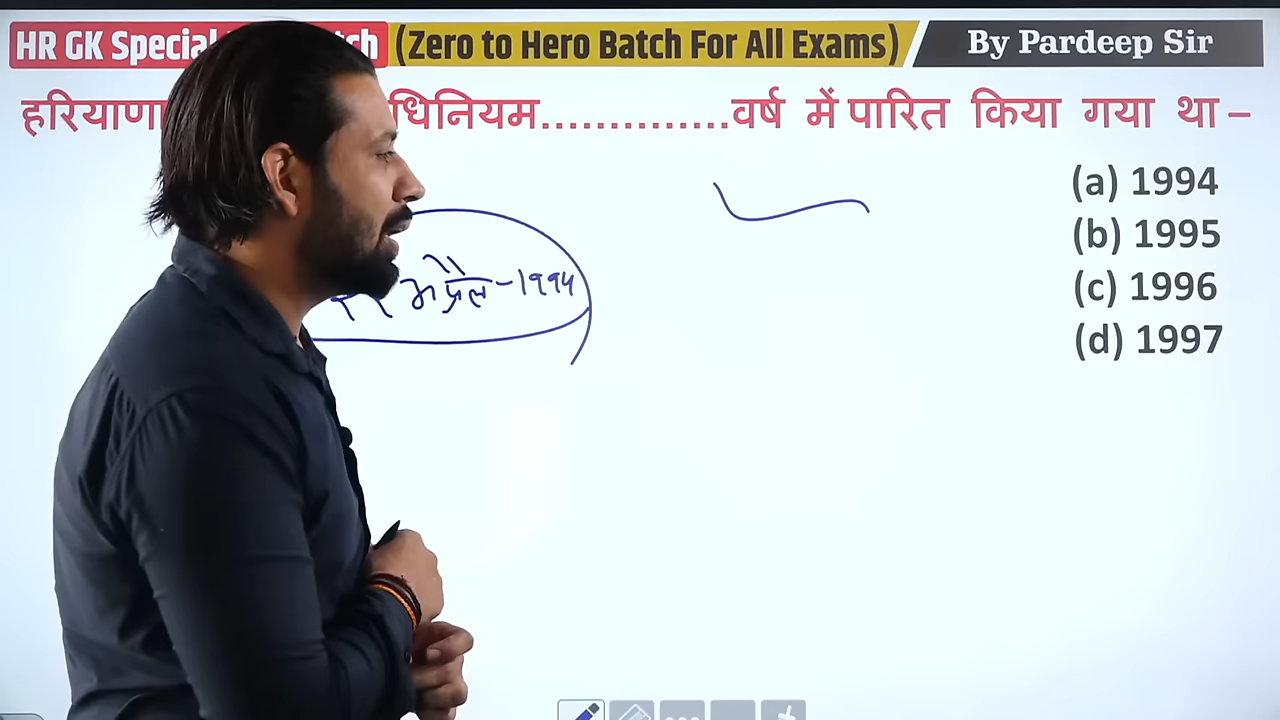 HR GK Special (Zero to Hero Batch For All Exams) By Pardeep Sir
हरियाणा धिनियम..............वर्ष में पारित किया गया था –
(a) 1994
(b) 1995
अप्रैल - 1994
(c) 1996
(d) 1997